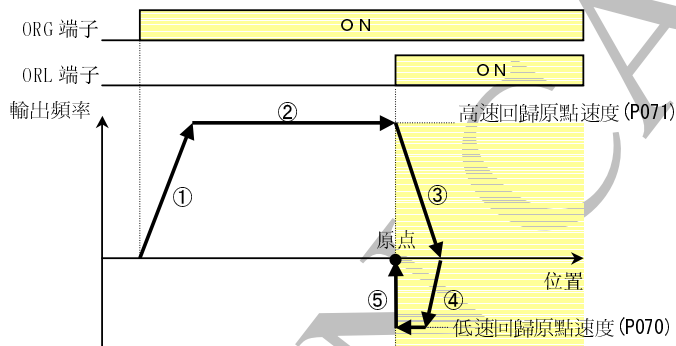 ORG 端子
ON
ORL 端子
ON
輸出頻率
②
高速回歸原點速度(P071)
①
③
原点
位置
⑤
④
低速回歸原點速度(P070)